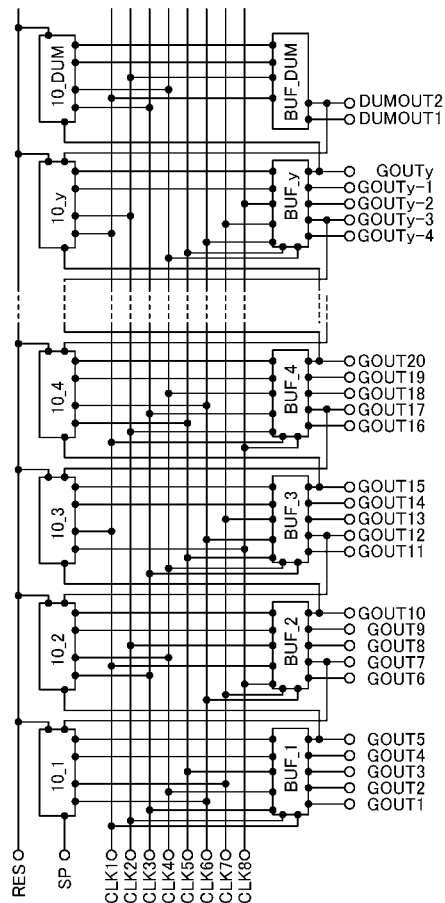 10_DUM
BUF_DUM
DUMOUT2
DUMOUT1
10_y
BUF_y
GOUTy
GOUTy-1
GOUTy-2
GOUTy-3
GOUTy-4
10_4
BUF_4
GOUT20
GOUT19
GOUT18
GOUT17
GOUT16
10_3
BUF_3
GOUT15
GOUT14
GOUT13
GOUT12
GOUT11
10_2
BUF_2
GOUT10
GOUT9
GOUT8
GOUT7
GOUT6
10_1
BUF_1
GOUT5
GOUT4
GOUT3
GOUT2
GOUT1
RES
SP
CLK1
CLK2
CLK3
CLK4
CLK5
CLK6
CLK7
CLK8